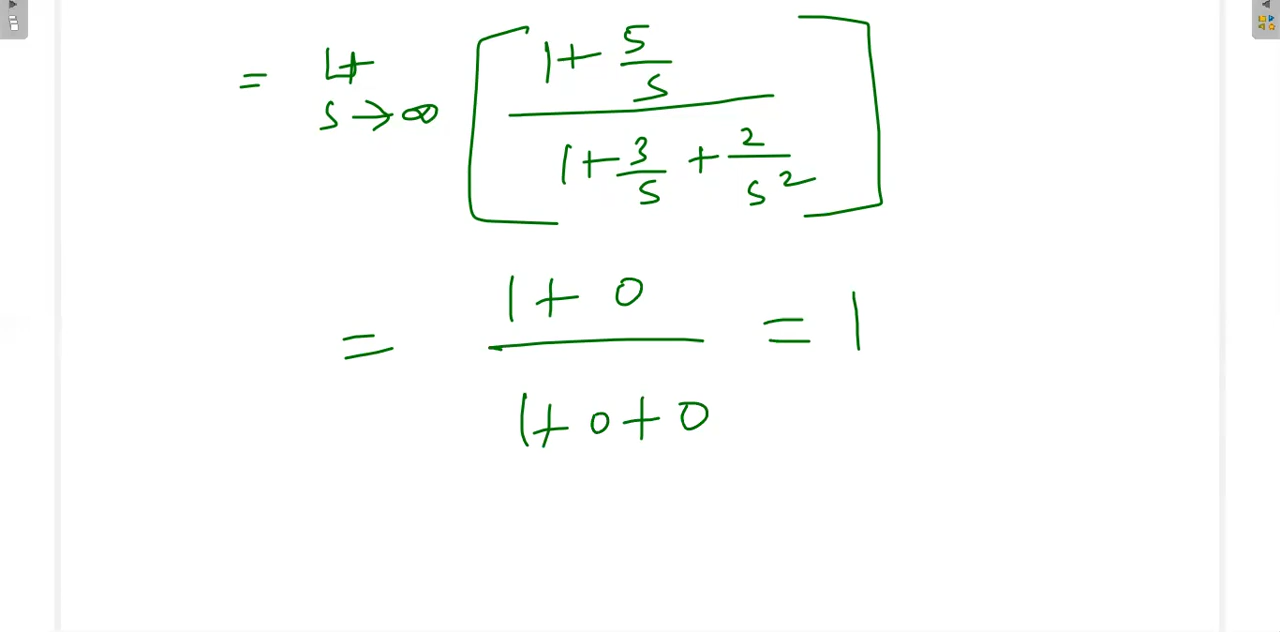 = Lt s→∞ [ (1 + 5/s) / (1 + 3/s + 2/s²) ]
= (1 + 0) / (1 + 0 + 0) = 1